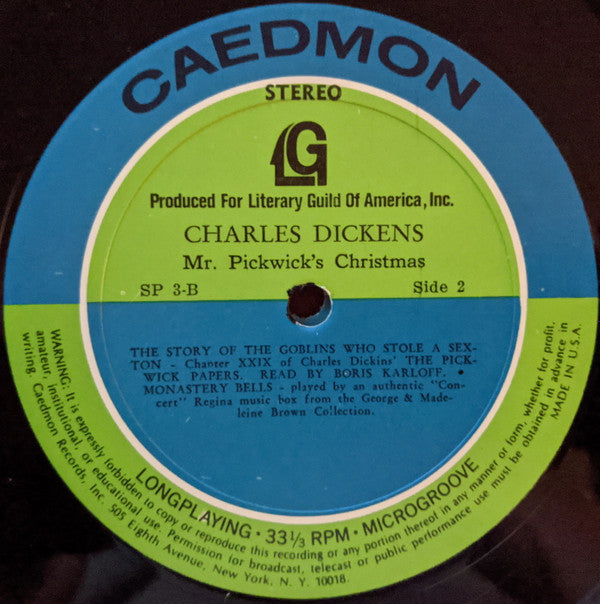 CAEDMON
STEREO
LG
Produced For Literary Guild Of America, Inc.
CHARLES DICKENS
Mr. Pickwick's Christmas
SP 3-B Side 2
THE STORY OF THE GOBLINS WHO STOLE A SEX-
TON - Chanter XXIX of Charles Dickins' THE PICK-
WICK PAPERS. READ BY BORIS KARLOFF. •
MONASTERY BELLS - played by an authentic "Con-
cert" Regina music box from the George & Made-
leine Brown Collection.
LONGPLAYING • 33 1/3 RPM • MICROGROOVE
WARNING: It is expressly forbidden to copy or reproduce this recording or any portion thereof in any manner or form, whether for profit,
amateur, institutional, or educational use. Permission for broadcast, telecast or public performance use must be obtained in advance in
writing. Caedmon Records, Inc. 505 Eighth Avenue, New York, N. Y. 10018. MADE IN U.S.A.